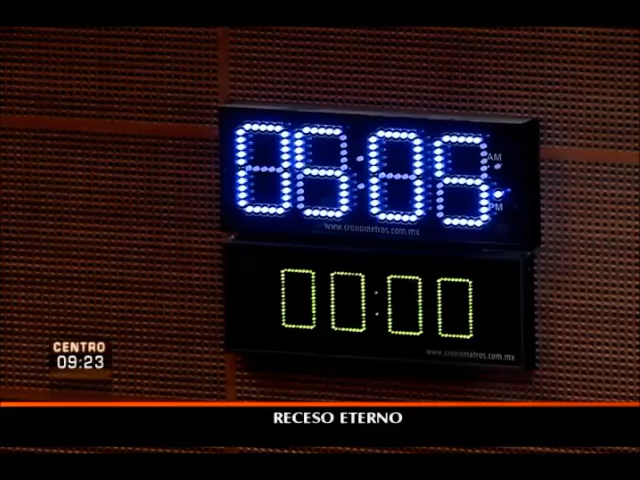 06:05
AM
PM
www.cronometros.com.mx
00:00
www.cronometros.com.mx
CENTRO
09:23
RECESO ETERNO